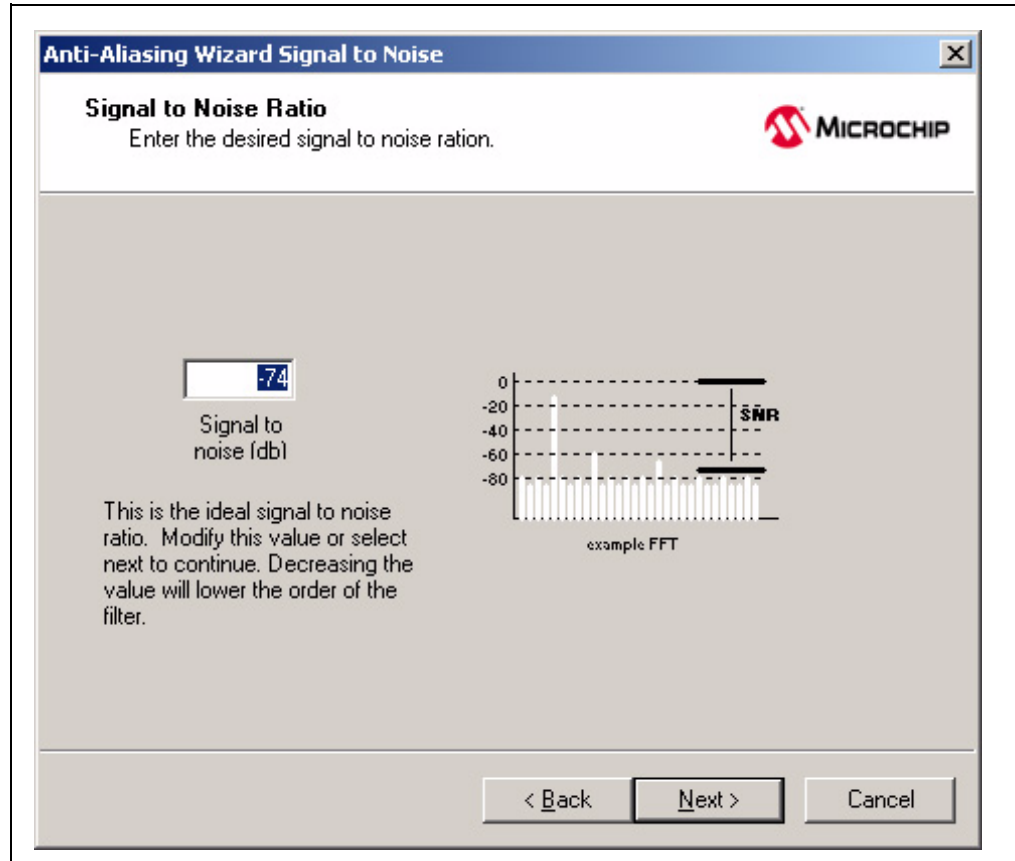 Anti-Aliasing Wizard Signal to Noise
Signal to Noise Ratio
Enter the desired signal to noise ration.
MICROCHIP
-74
Signal to
noise (db)
This is the ideal signal to noise
ratio. Modify this value or select
next to continue. Decreasing the
value will lower the order of the
filter.
0
-20
-40
-60
-80
SNR
example FFT
< Back
Next >
Cancel